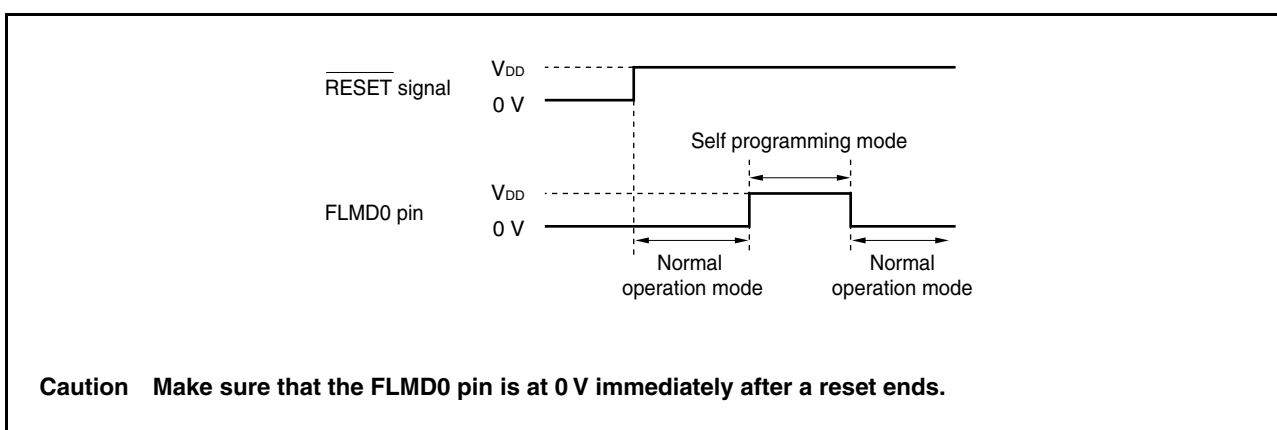 RESET signal
VDD
0 V
Self programming mode
FLMD0 pin
VDD
0 V
Normal
operation mode
Normal
operation mode
Caution Make sure that the FLMD0 pin is at 0 V immediately after a reset ends.